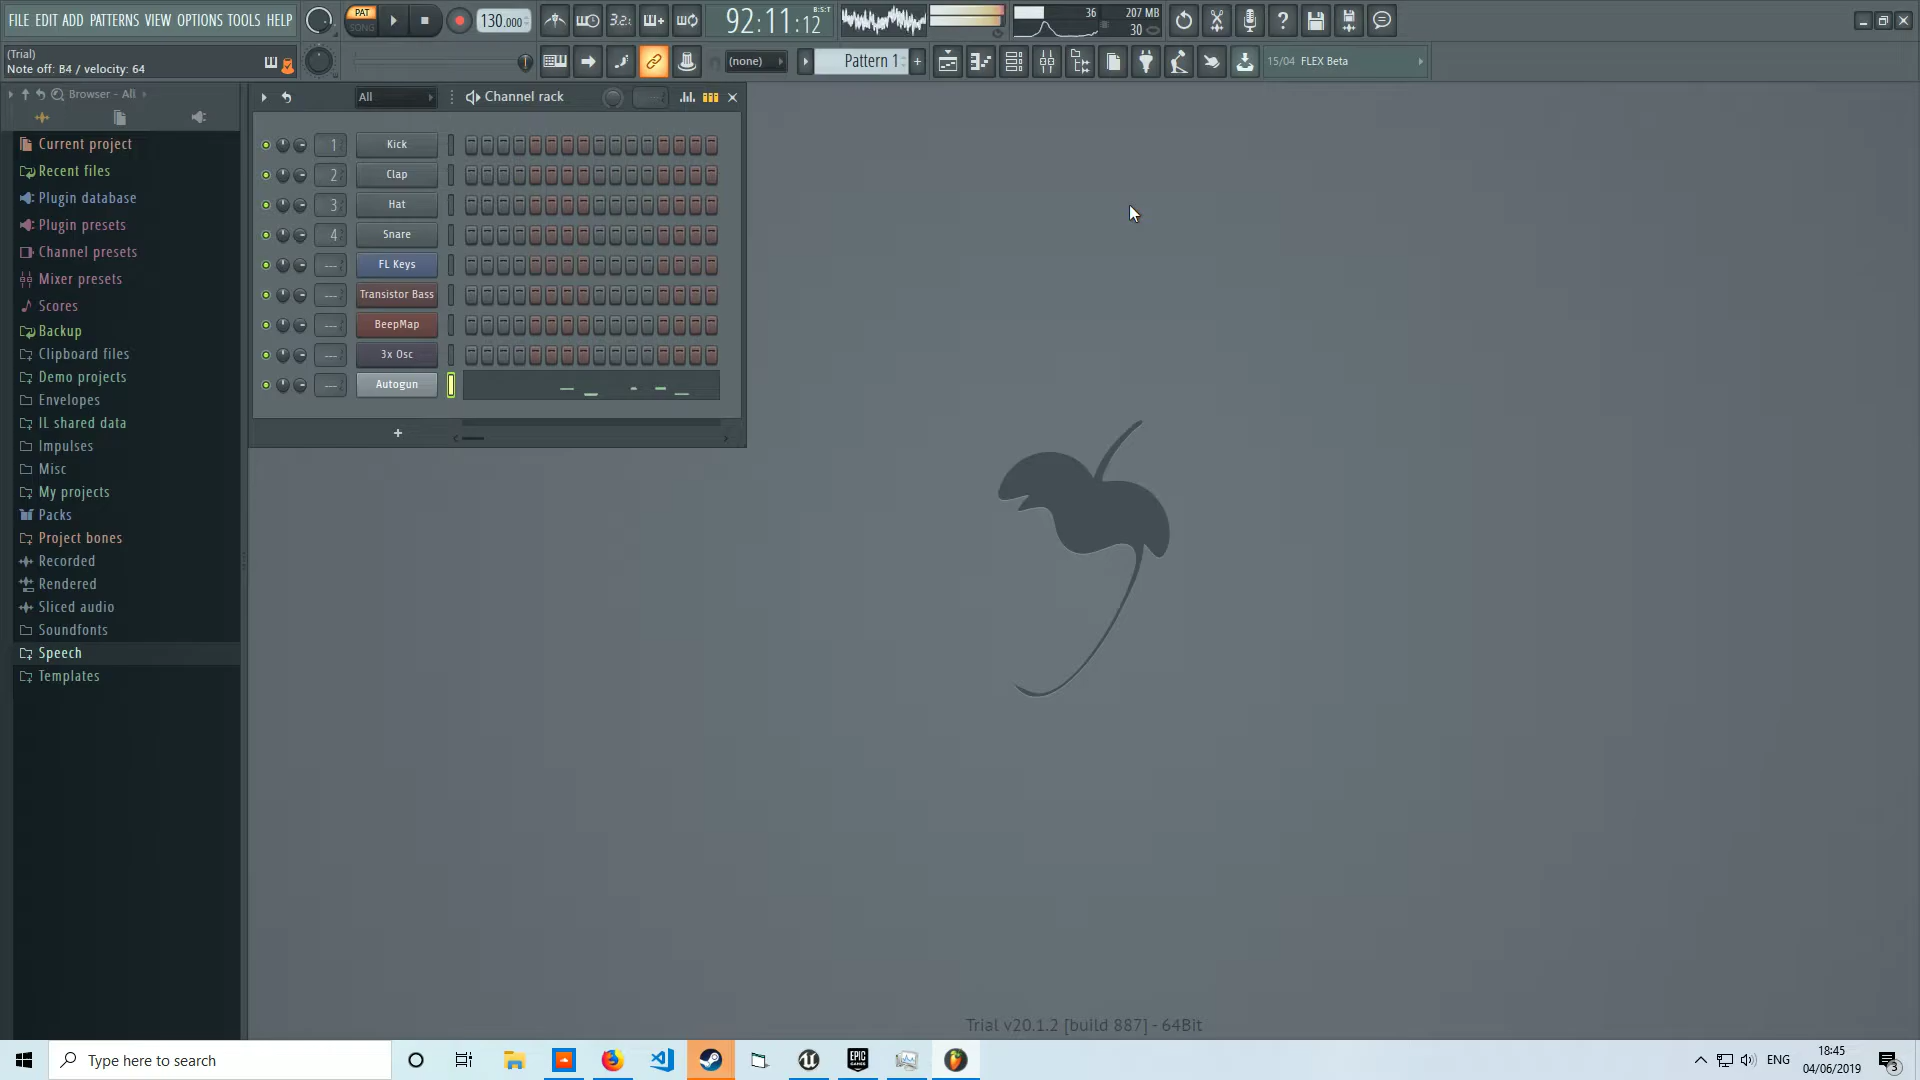 FILE EDIT ADD PATTERNS VIEW OPTIONS TOOLS HELP
PAT
SONG
130.000
3.2.
92:11:12
B:S:T
36
207 MB
30
(Trial)
Note off: B4 / velocity: 64
(none)
Pattern 1
+
15/04 FLEX Beta
Browser - All
All
Channel rack
Current project
Recent files
Plugin database
Plugin presets
Channel presets
Mixer presets
Scores
Backup
Clipboard files
Demo projects
Envelopes
IL shared data
Impulses
Misc
My projects
Packs
Project bones
Recorded
Rendered
Sliced audio
Soundfonts
Speech
Templates
1 Kick
2 Clap
3 Hat
4 Snare
--- FL Keys
--- Transistor Bass
--- BeepMap
--- 3x Osc
--- Autogun
+
Trial v20.1.2 [build 887] - 64Bit
Type here to search
EPIC
GAMES
ENG
18:45
04/06/2019
3